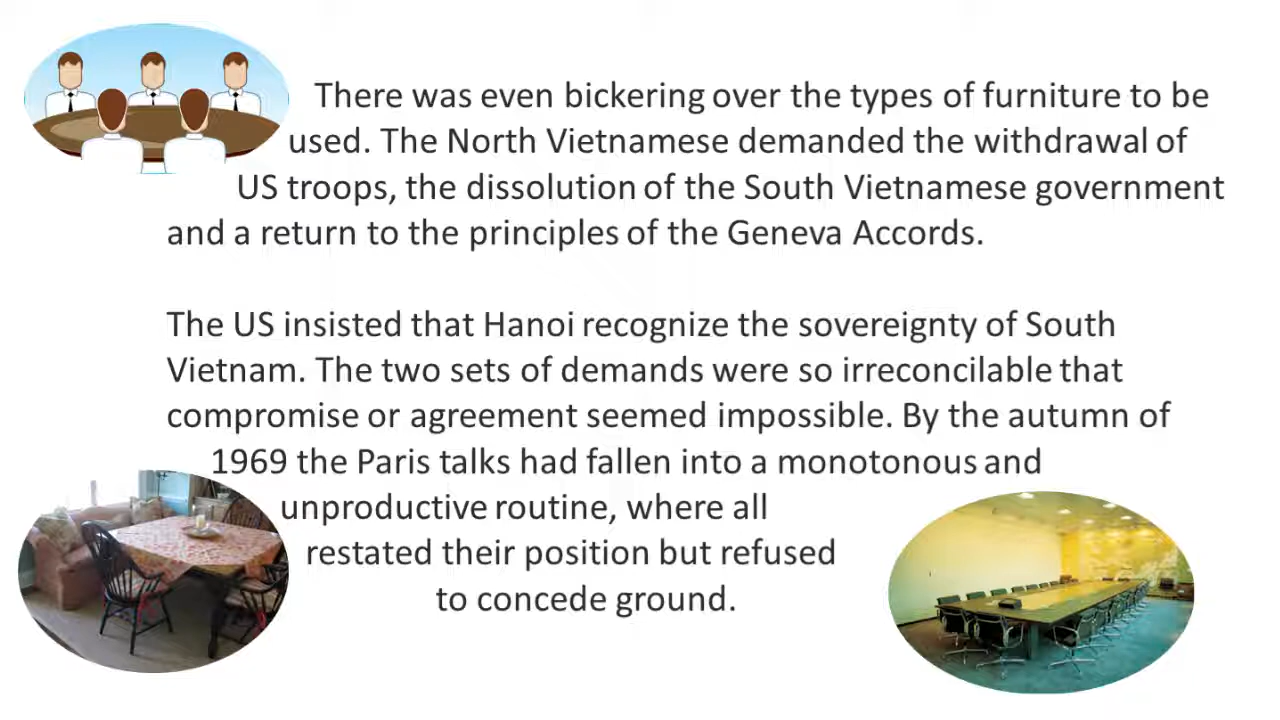 There was even bickering over the types of furniture to be
used. The North Vietnamese demanded the withdrawal of
US troops, the dissolution of the South Vietnamese government
and a return to the principles of the Geneva Accords.
The US insisted that Hanoi recognize the sovereignty of South
Vietnam. The two sets of demands were so irreconcilable that
compromise or agreement seemed impossible. By the autumn of
1969 the Paris talks had fallen into a monotonous and
unproductive routine, where all
restated their position but refused
to concede ground.